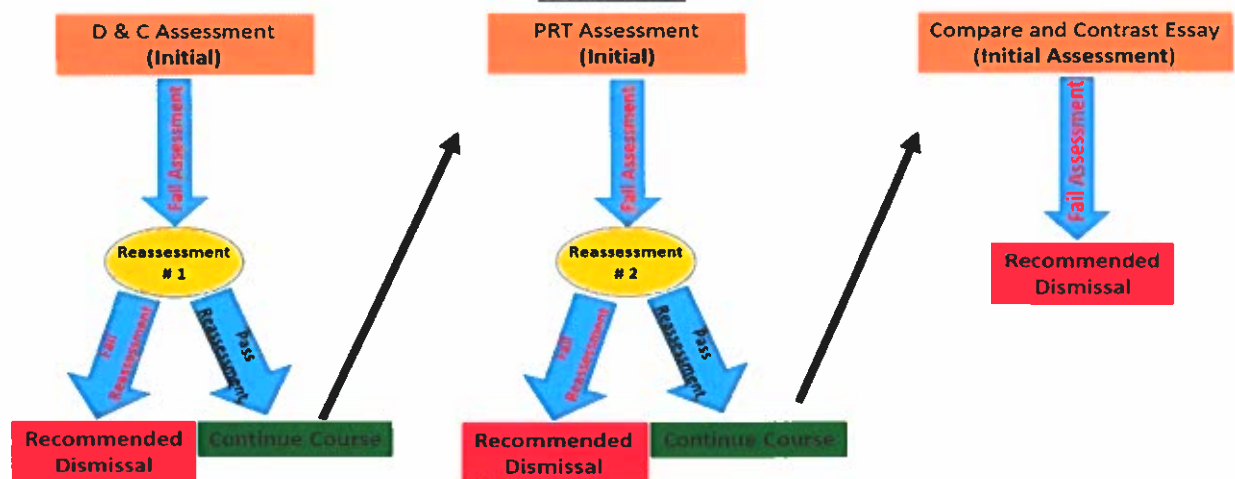 D & C Assessment
(Initial)
Fail Assessment
Reassessment
# 1
Fail
Reassessment
Pass
Reassessment
Recommended
Dismissal
Continue Course
PRT Assessment
(Initial)
Fail Assessment
Reassessment
# 2
Fail
Reassessment
Pass
Reassessment
Recommended
Dismissal
Continue Course
Compare and Contrast Essay
(Initial Assessment)
Fail Assessment
Recommended
Dismissal